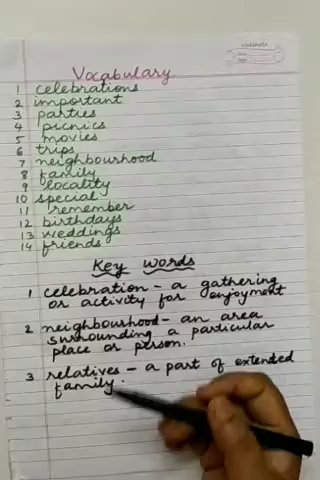 Vocabulary
1 celebrations
2 important
3 parties
4 picnics
5 movies
6 trips
7 neighbourhood
8 family
9 locality
10 special
11 remember
12 birthdays
13 weddings
14 friends
Key words
1 celebration - a gathering
or activity for enjoyment
2 neighbourhood - an area
surrounding a particular
place or person.
3 relatives - a part of extended
family.